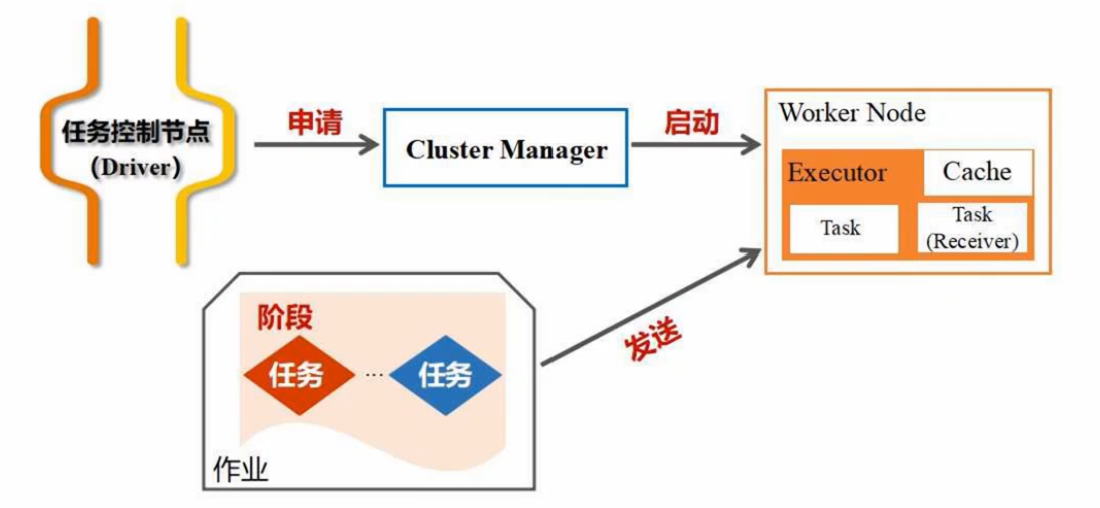 任务控制节点
（Driver）
申请
Cluster Manager
启动
Worker Node
Executor
Cache
Task
Task
(Receiver)
阶段
任务
...
任务
发送
作业